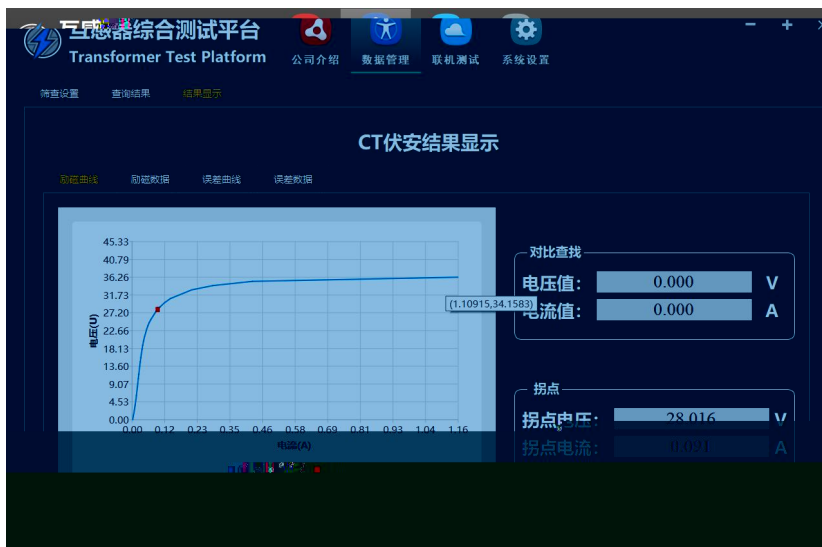 互感器综合测试平台
Transformer Test Platform
公司介绍 数据管理 联机测试 系统设置
筛查设置 查询结果 结果显示
CT伏安结果显示
励磁曲线 励磁数据 误差曲线 误差数据
45.33
40.79
36.26
31.73
27.20
22.66
18.13
13.60
9.07
4.53
0.00
电压(U)
0.00 0.12 0.23 0.35 0.46 0.58 0.69 0.81 0.93 1.04 1.16
电流(A)
(1.10915,34.1583)
对比查找
电压值: 0.000 V
电流值: 0.000 A
拐点
拐点电压: 28.016 V
拐点电流: 0.091 A